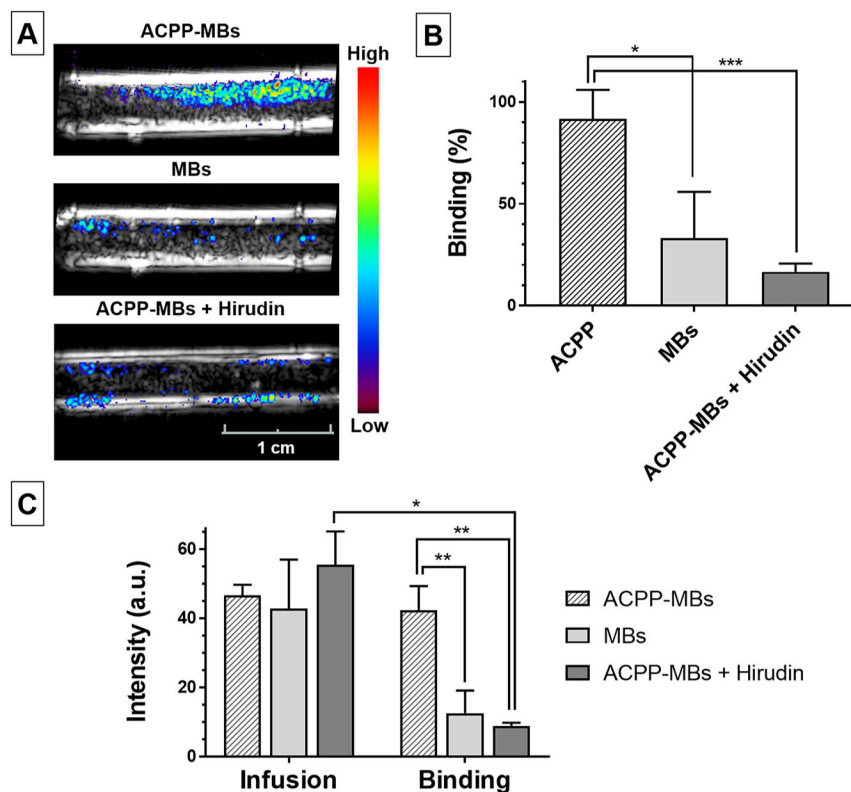 A
ACPP-MBs
MBs
ACPP-MBs + Hirudin
1 cm
High
Low
B
*
***
Binding (%)
100
50
0
ACPP
MBs
ACPP-MBs + Hirudin
C
*
**
**
Intensity (a.u.)
60
40
20
0
Infusion
Binding
ACPP-MBs
MBs
ACPP-MBs + Hirudin